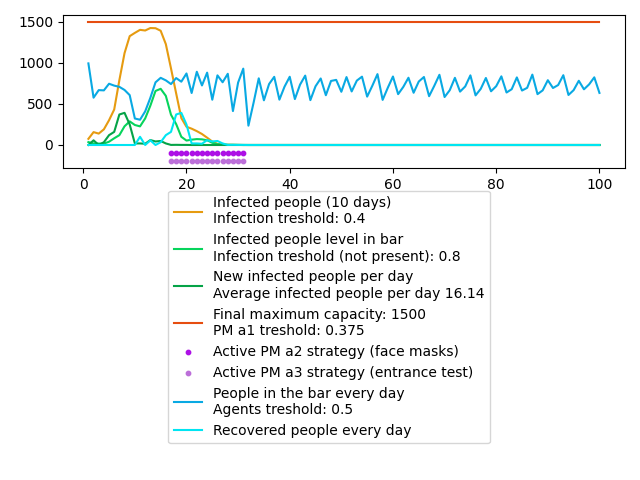 1500
1000
500
0
0
20
40
60
80
100
Infected people (10 days)
Infection treshold: 0.4
Infected people level in bar
Infection treshold (not present): 0.8
New infected people per day
Average infected people per day 16.14
Final maximum capacity: 1500
PM a1 treshold: 0.375
Active PM a2 strategy (face masks)
Active PM a3 strategy (entrance test)
People in the bar every day
Agents treshold: 0.5
Recovered people every day